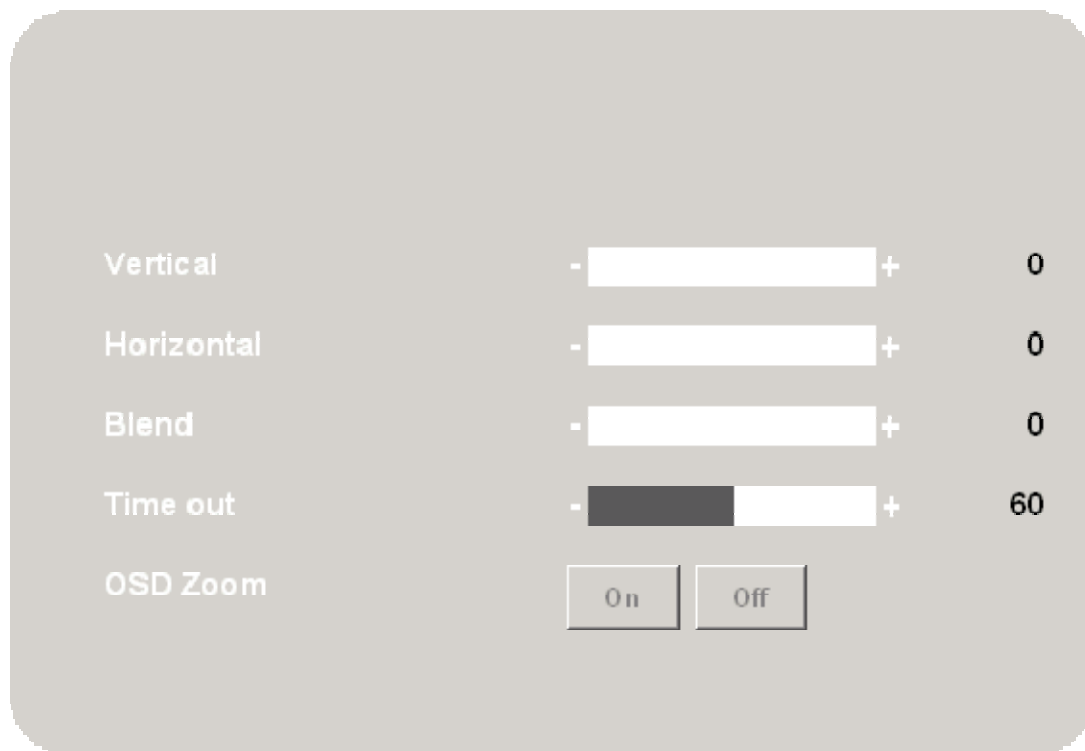 Vertical - + 0
Horizontal - + 0
Blend - + 0
Time out - + 60
OSD Zoom On Off